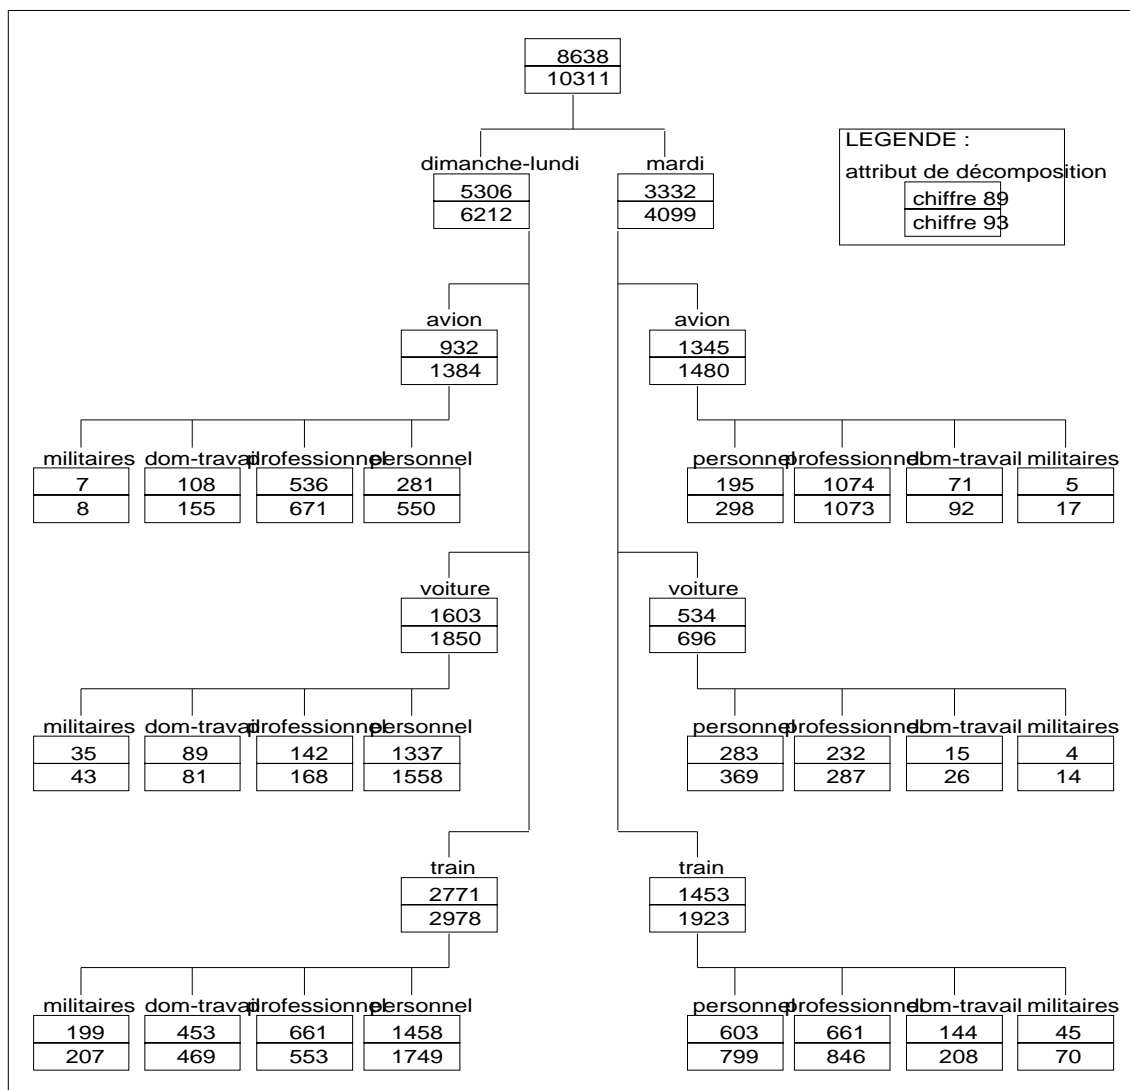 8638
10311
LEGENDE :
attribut de décomposition
chiffre 89
chiffre 93
dimanche-lundi mardi
5306 3332
6212 4099
avion avion
932 1345
1384 1480
militaires dom-travail professionnel personnel personnel professionnel dom-travail militaires
7 108 536 281 195 1074 71 5
8 155 671 550 298 1073 92 17
voiture voiture
1603 534
1850 696
militaires dom-travail professionnel personnel personnel professionnel dom-travail militaires
35 89 142 1337 283 232 15 4
43 81 168 1558 369 287 26 14
train train
2771 1453
2978 1923
militaires dom-travail professionnel personnel personnel professionnel dom-travail militaires
199 453 661 1458 603 661 144 45
207 469 553 1749 799 846 208 70